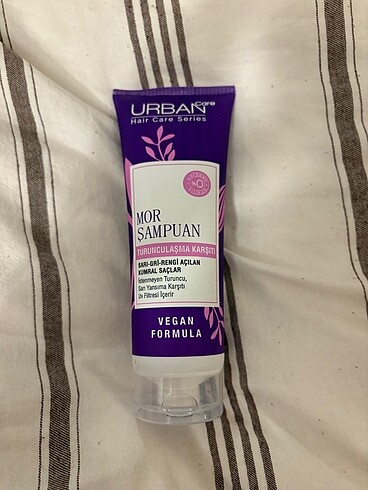 URBAN Care
Hair Care Series
%0
MOR
ŞAMPUAN
TURUNCULAŞMA KARŞITI
SARI-GRİ-RENGİ AÇILAN
KUMRAL SAÇLAR
İstenmeyen Turuncu,
Sarı Yansıma Karşıtı
UV Filtresi İçerir
VEGAN
FORMULA